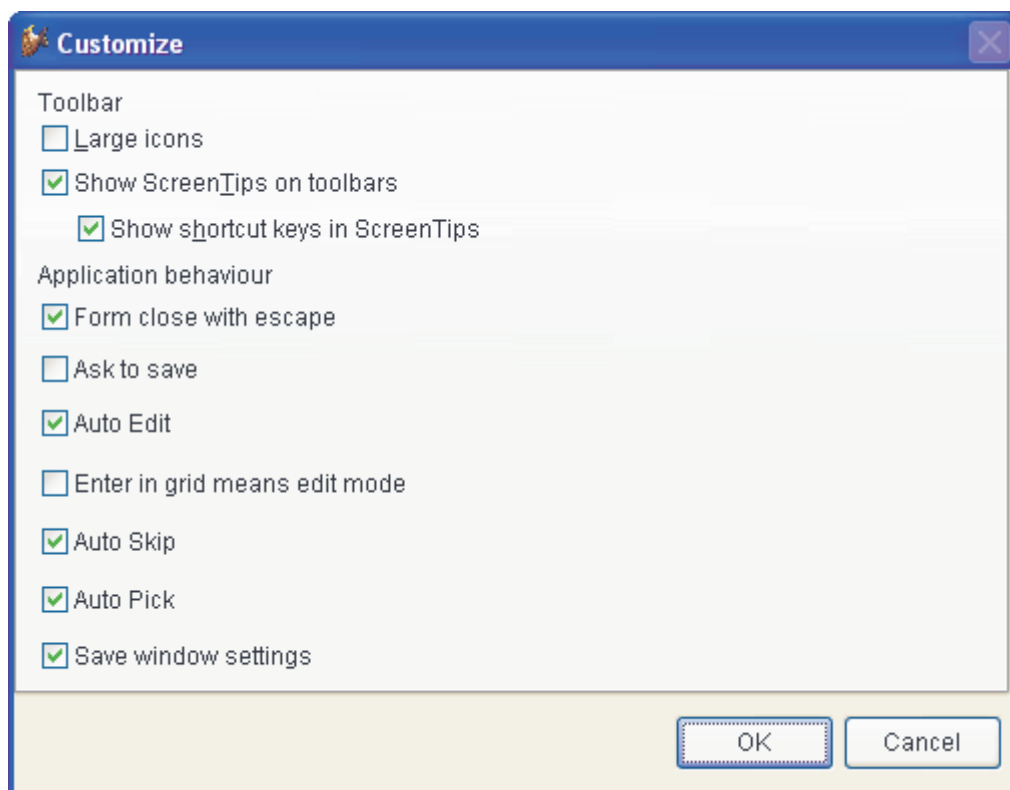 Customize
Toolbar
Large icons
Show ScreenTips on toolbars
Show shortcut keys in ScreenTips
Application behaviour
Form close with escape
Ask to save
Auto Edit
Enter in grid means edit mode
Auto Skip
Auto Pick
Save window settings
OK
Cancel